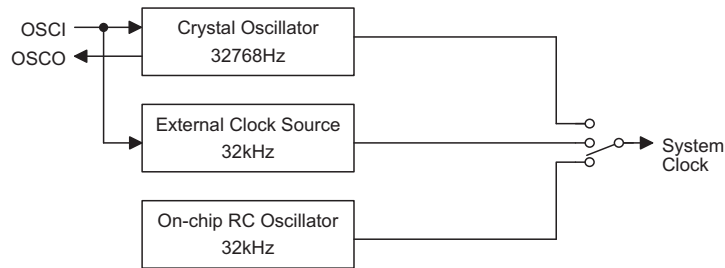 OSCI
OSCO
Crystal Oscillator
32768Hz
External Clock Source
32kHz
On-chip RC Oscillator
32kHz
System
Clock